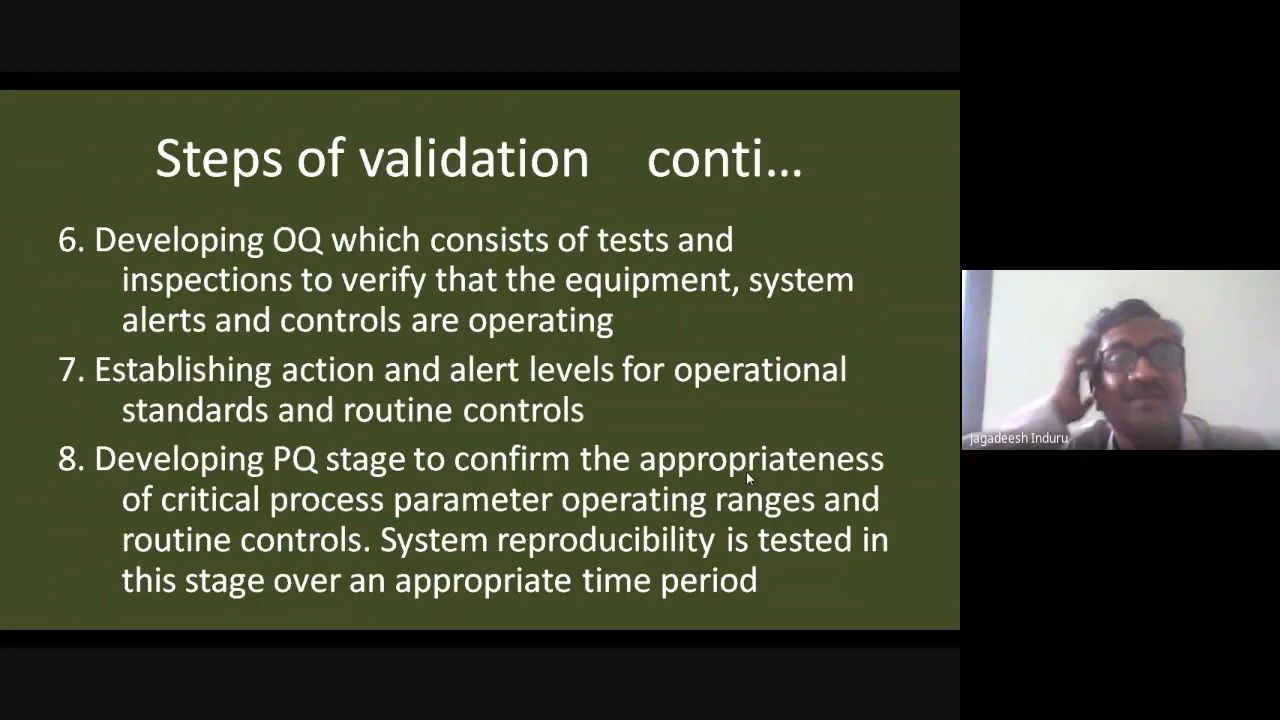 Steps of validation conti...
6. Developing OQ which consists of tests and
inspections to verify that the equipment, system
alerts and controls are operating
7. Establishing action and alert levels for operational
standards and routine controls
8. Developing PQ stage to confirm the appropriateness
of critical process parameter operating ranges and
routine controls. System reproducibility is tested in
this stage over an appropriate time period
Jagadeesh Induru